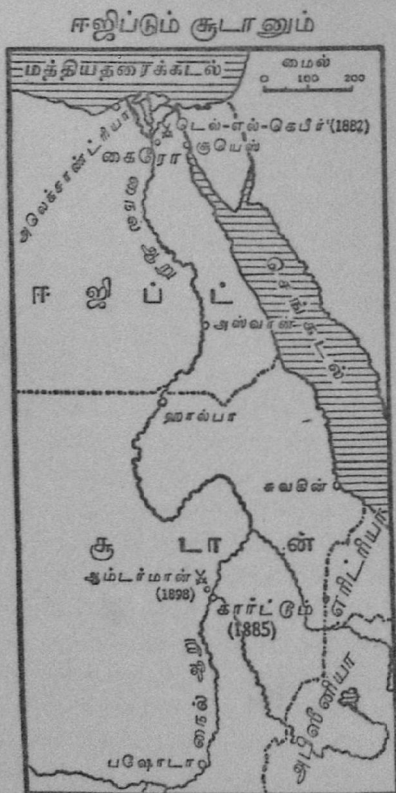 ஈஜிப்டும் சூடானும்
மத்தியதரைக்கடல்
மைல்
0 100 200
அலெக்சாண்ட்ரியா
டெல்-எல்-கெபீர் (1882)
கைரோ
சூயெஸ்
நைல் ஆறு
ஈஜிப்ட்
செங்கடல்
அஸ்வான்
ஹால்பா
சுவகின்
சூடான்
எரிட்ரியா
ஆம்டர்மான்
(1898)
கார்ட்டூம்
(1885)
நைல் ஆறு
அபிஸீனியா
பஷோடா